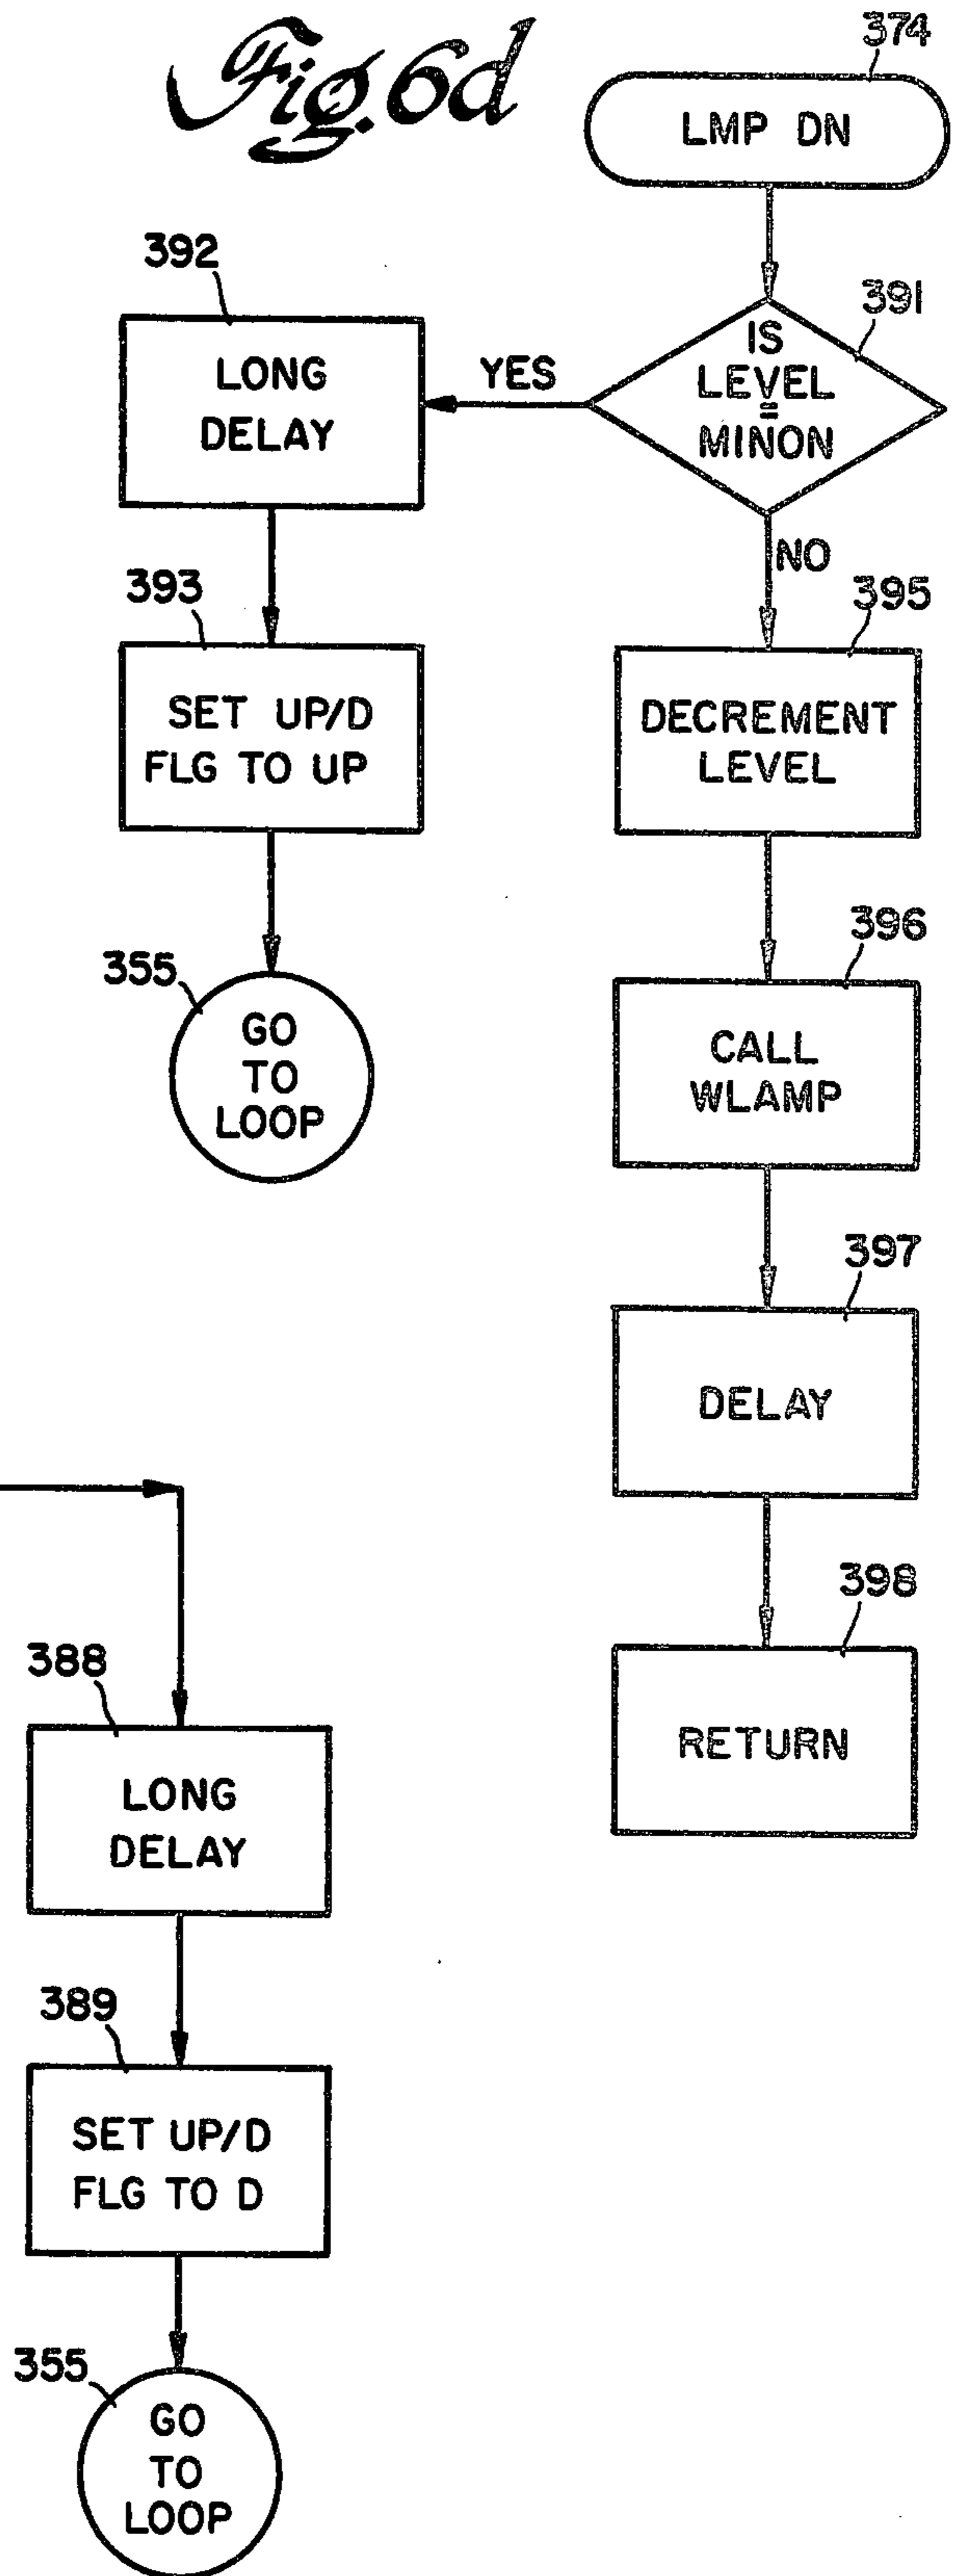 Fig. 6d
374
LMP DN
391
IS
LEVEL
=
MINON
YES
NO
392
LONG
DELAY
393
SET UP/D
FLG TO UP
355
GO
TO
LOOP
395
DECREMENT
LEVEL
396
CALL
WLAMP
397
DELAY
398
RETURN
388
LONG
DELAY
389
SET UP/D
FLG TO D
355
GO
TO
LOOP